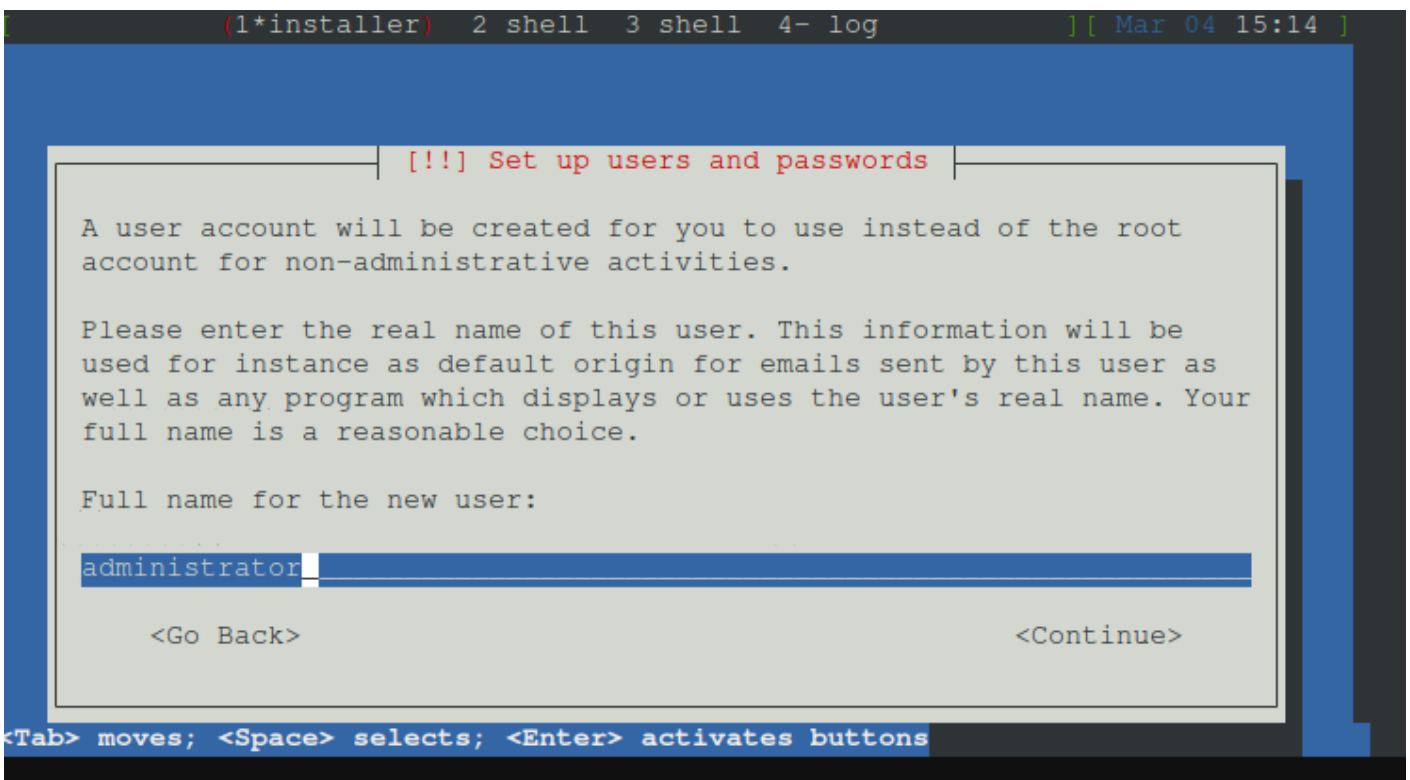 [ (1*installer) 2 shell 3 shell 4- log ][ Mar 04 15:14 ]
[!!] Set up users and passwords
A user account will be created for you to use instead of the root
account for non-administrative activities.
Please enter the real name of this user. This information will be
used for instance as default origin for emails sent by this user as
well as any program which displays or uses the user's real name. Your
full name is a reasonable choice.
Full name for the new user:
administrator
<Go Back> <Continue>
<Tab> moves; <Space> selects; <Enter> activates buttons